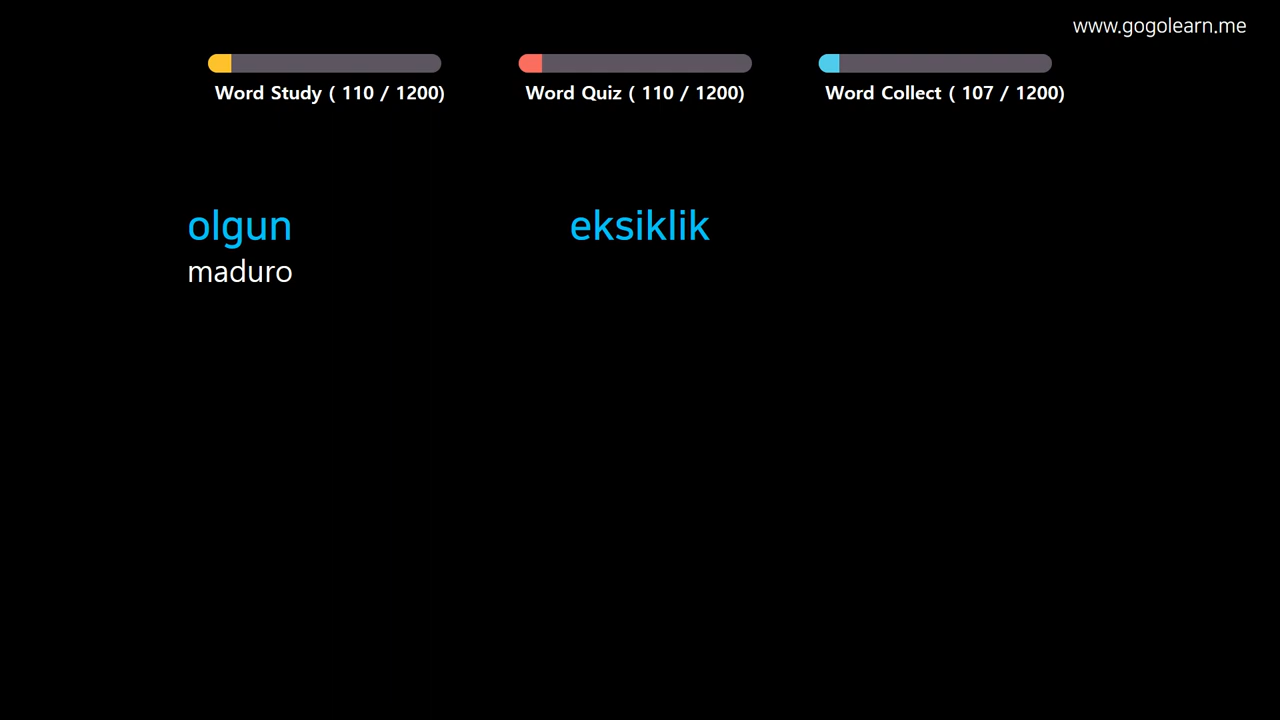 www.gogolearn.me
Word Study ( 110 / 1200)
Word Quiz ( 110 / 1200)
Word Collect ( 107 / 1200)
olgun
maduro
eksiklik